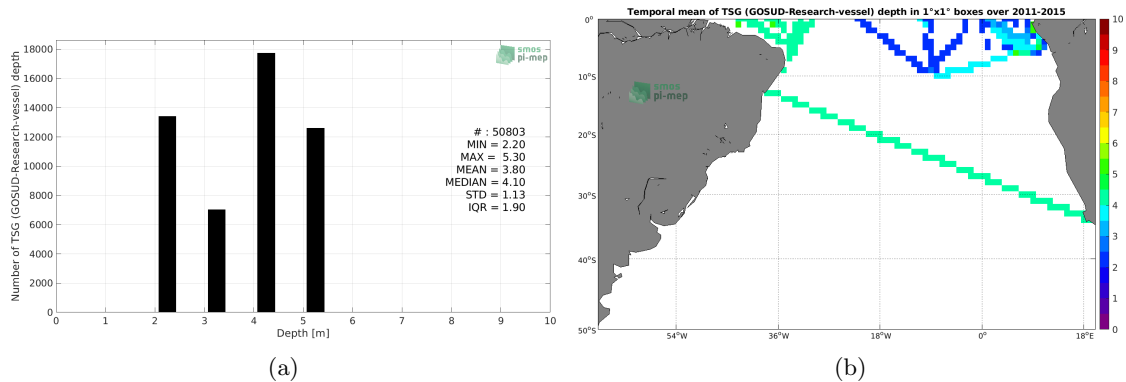 Number of TSG (GOSUD-Research-vessel) depth
18000
16000
14000
12000
10000
8000
6000
4000
2000
0
0 1 2 3 4 5 6 7 8 9 10
Depth [m]
smos
pi-mep
# : 50803
MIN = 2.20
MAX = 5.30
MEAN = 3.80
MEDIAN = 4.10
STD = 1.13
IQR = 1.90
(a)
Temporal mean of TSG (GOSUD-Research-vessel) depth in 1°x1° boxes over 2011-2015
0°
10°S
20°S
30°S
40°S
50°S
54°W 36°W 18°W 0° 18°E
smos
pi-mep
10
9
8
7
6
5
4
3
2
1
0
(b)